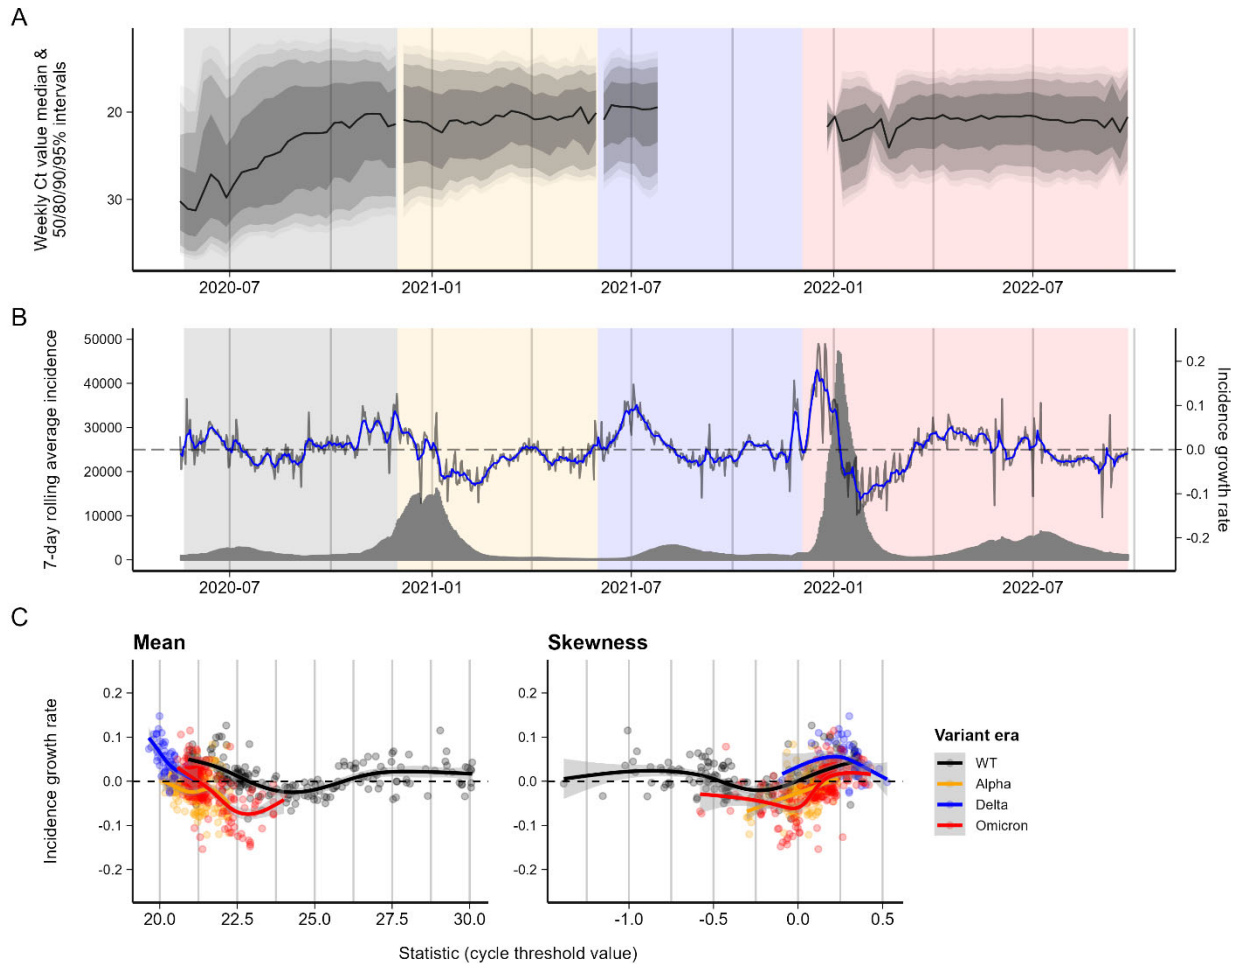 A
Weekly Ct value median &
50/80/90/95% intervals
20
30
2020-07
2021-01
2021-07
2022-01
2022-07
B
7-day rolling average incidence
50000
40000
30000
20000
10000
0
0.2
0.1
0.0
-0.1
-0.2
Incidence growth
rate
2020-07
2021-01
2021-07
2022-01
2022-07
C
Mean
Skewness
Incidence growth rate
0.2
0.1
0.0
-0.1
-0.2
20.0
22.5
25.0
27.5
30.0
0.2
0.1
0.0
-0.1
-0.2
-1.0
-0.5
0.0
0.5
Statistic (cycle threshold value)
Variant era
WT
Alpha
Delta
Omicron